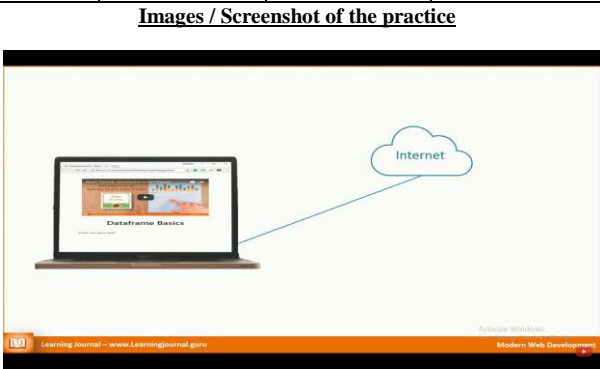 Images / Screenshot of the practice
Internet
Dataframe Basics
Activate Windows
Learning Journal – www.Learningjournal.guru
Modern Web Development